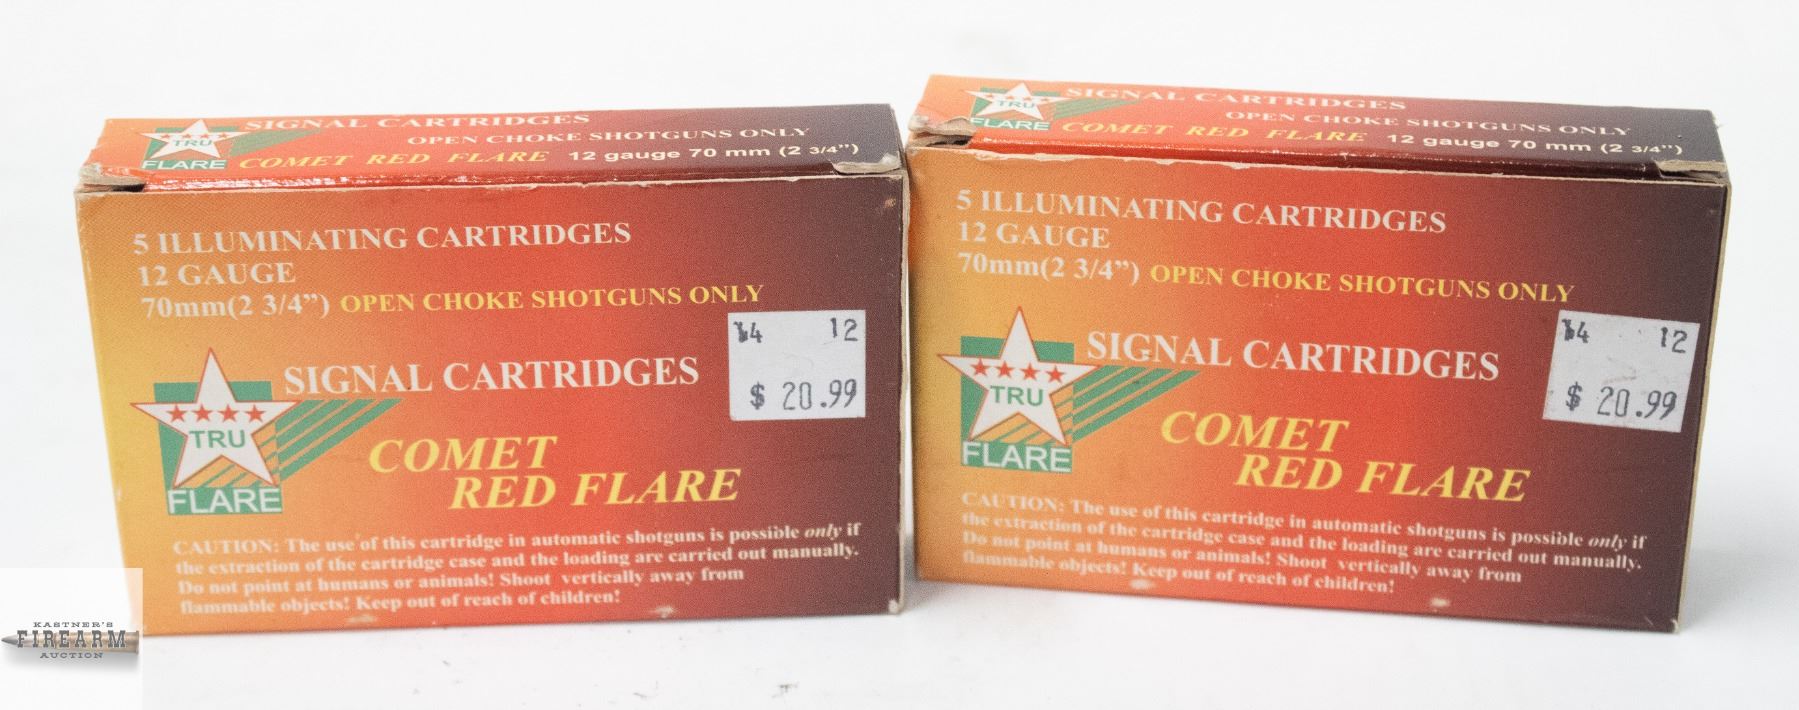 TRU
FLARE
SIGNAL CARTRIDGES
OPEN CHOKE SHOTGUNS ONLY
COMET RED FLARE 12 gauge 70 mm (2 3/4")
5 ILLUMINATING CARTRIDGES
12 GAUGE
70mm(2 3/4") OPEN CHOKE SHOTGUNS ONLY
14 12
$ 20.99
SIGNAL CARTRIDGES
TRU
FLARE
COMET
RED FLARE
CAUTION: The use of this cartridge in automatic shotguns is possible only if
the extraction of the cartridge case and the loading are carried out manually.
Do not point at humans or animals! Shoot vertically away from
flammable objects! Keep out of reach of children!
TRU
FLARE
SIGNAL CARTRIDGES
OPEN CHOKE SHOTGUNS ONLY
COMET RED FLARE 12 gauge 70 mm (2 3/4")
5 ILLUMINATING CARTRIDGES
12 GAUGE
70mm(2 3/4") OPEN CHOKE SHOTGUNS ONLY
14 12
$ 20.99
SIGNAL CARTRIDGES
TRU
FLARE
COMET
RED FLARE
CAUTION: The use of this cartridge in automatic shotguns is possible only if
the extraction of the cartridge case and the loading are carried out manually.
Do not point at humans or animals! Shoot vertically away from
flammable objects! Keep out of reach of children!
KASTNER'S
FIREARM
AUCTION